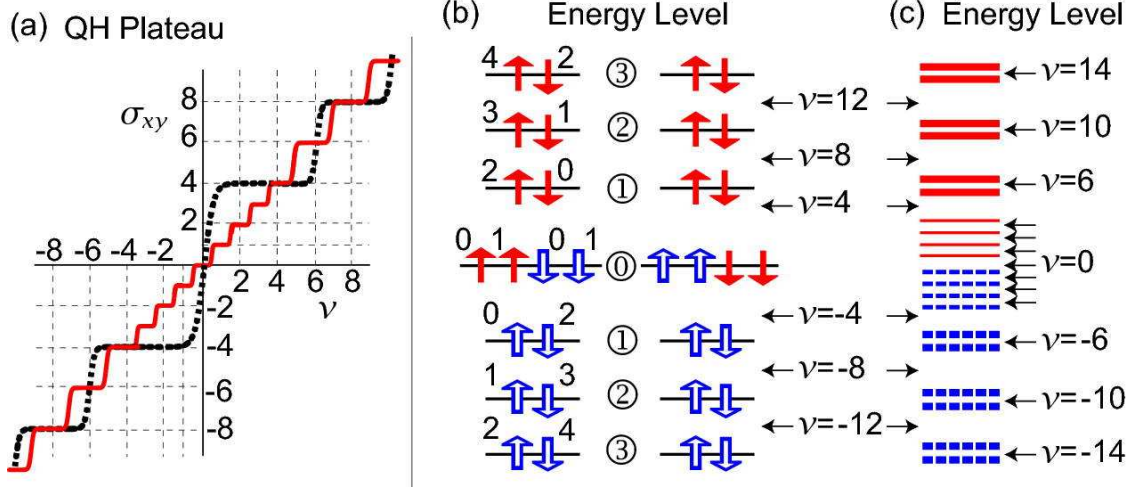 (a) QH Plateau
σxy
8
6
4
2
-8 -6 -4 -2
2 4 6 8
ν
-2
-4
-6
-8
(b) Energy Level
4 2 ③
ν=12
3 1 ②
ν=8
2 0 ①
ν=4
0 1 0 1 ⓪
ν=0
0 2 ①
ν=-4
1 3 ②
ν=-8
2 4 ③
ν=-12
(c) Energy Level
ν=14
ν=10
ν=6
ν=-6
ν=-10
ν=-14